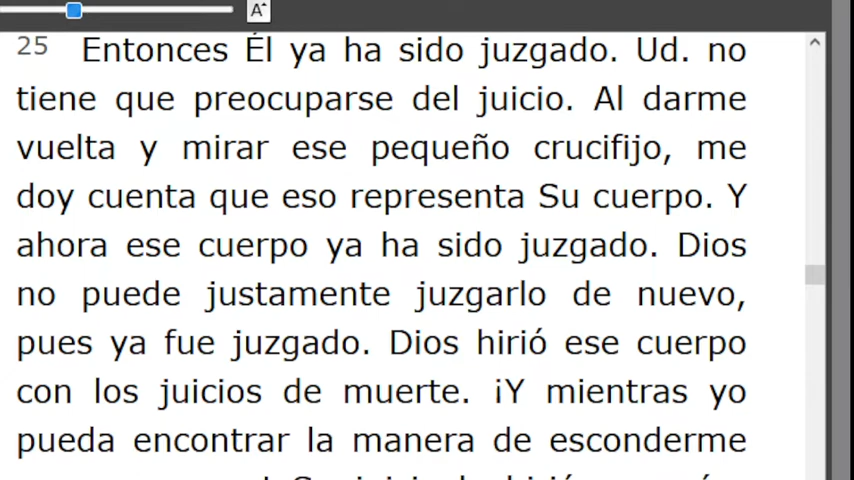 A
25 Entonces Él ya ha sido juzgado. Ud. no
tiene que preocuparse del juicio. Al darme
vuelta y mirar ese pequeño crucifijo, me
doy cuenta que eso representa Su cuerpo. Y
ahora ese cuerpo ya ha sido juzgado. Dios
no puede justamente juzgarlo de nuevo,
pues ya fue juzgado. Dios hirió ese cuerpo
con los juicios de muerte. ¡Y mientras yo
pueda encontrar la manera de esconderme